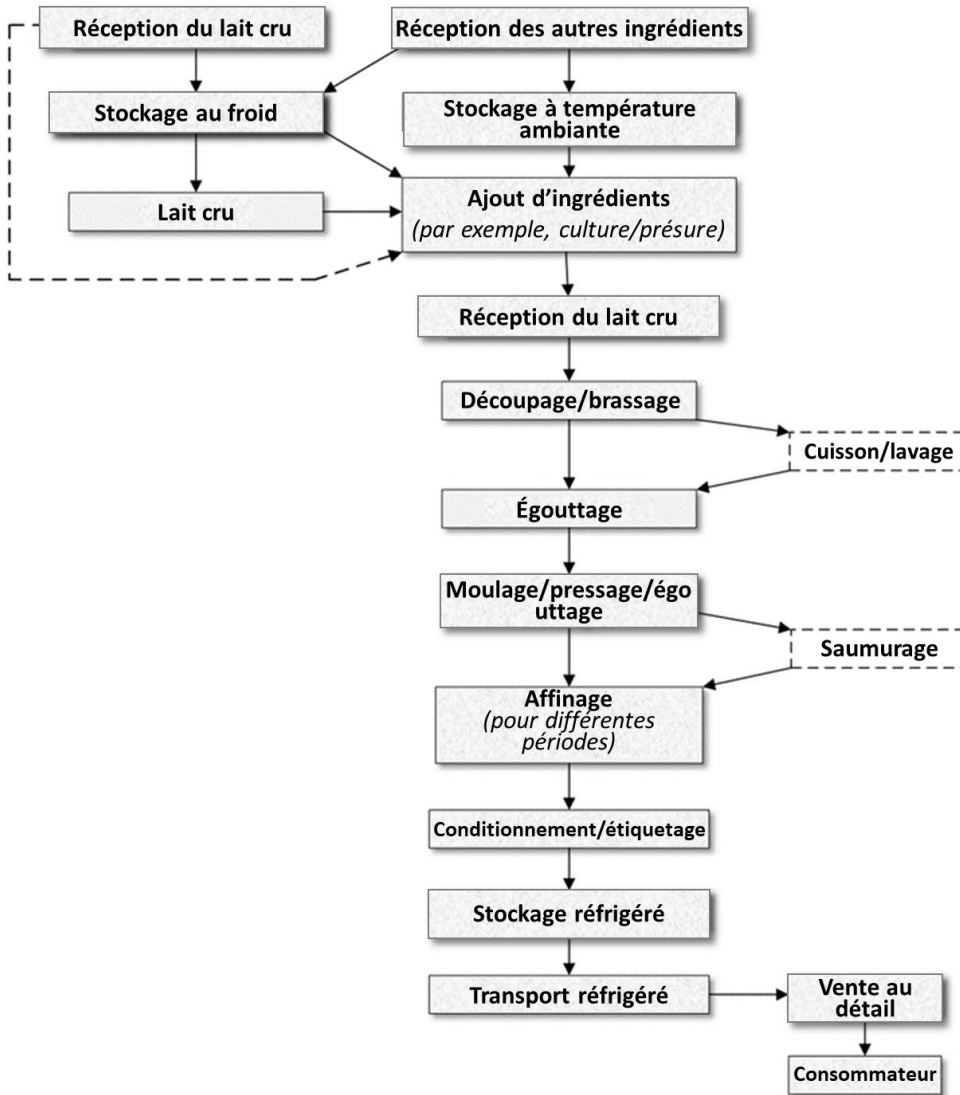 Réception du lait cru
Réception des autres ingrédients
Stockage au froid
Stockage à température
ambiante
Ajout d’ingrédients
(par exemple, culture/présure)
Lait cru
Réception du lait cru
Découpage/brassage
Cuisson/lavage
Égouttage
Moulage/pressage/égo
uttage
Saumurage
Affinage
(pour différentes
périodes)
Conditionnement/étiquetage
Stockage réfrigéré
Transport réfrigéré
Vente au
détail
Consommateur